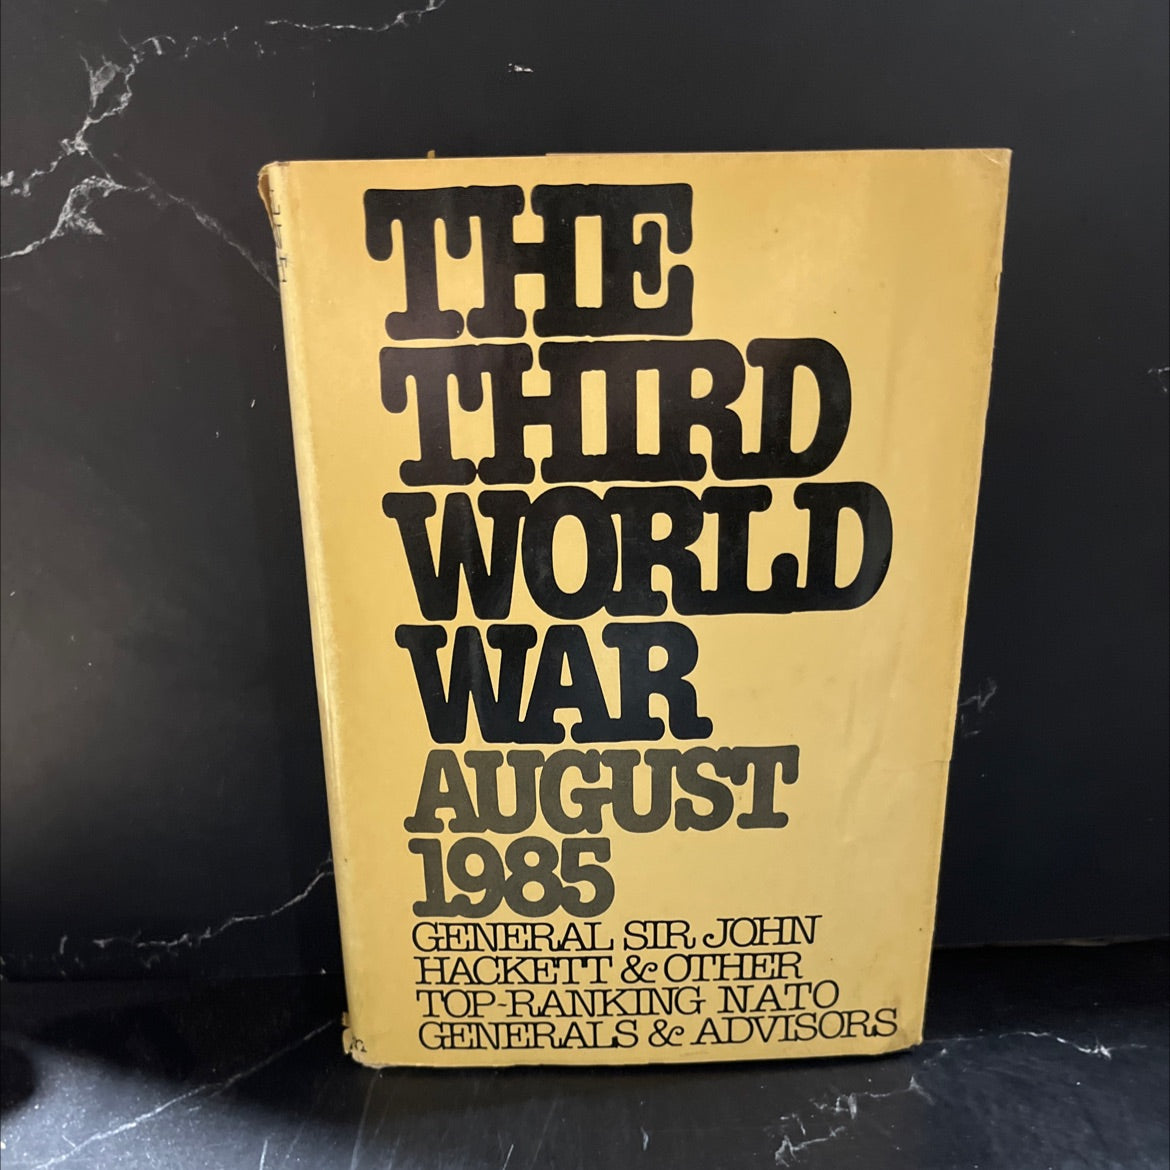 THE
THIRD
WORLD
WAR
AUGUST
1985
GENERAL SIR JOHN
HACKETT & OTHER
TOP-RANKING NATO
GENERALS & ADVISORS